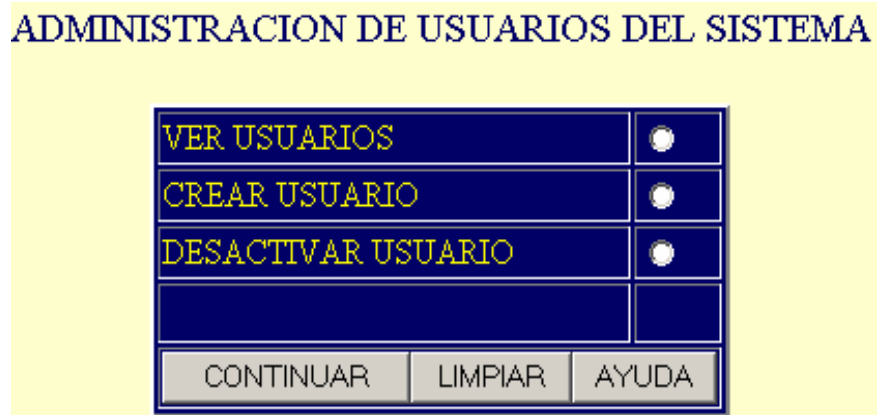 ADMINISTRACION DE USUARIOS DEL SISTEMA
VER USUARIOS
CREAR USUARIO
DESACTIVAR USUARIO
CONTINUAR LIMPIAR AYUDA